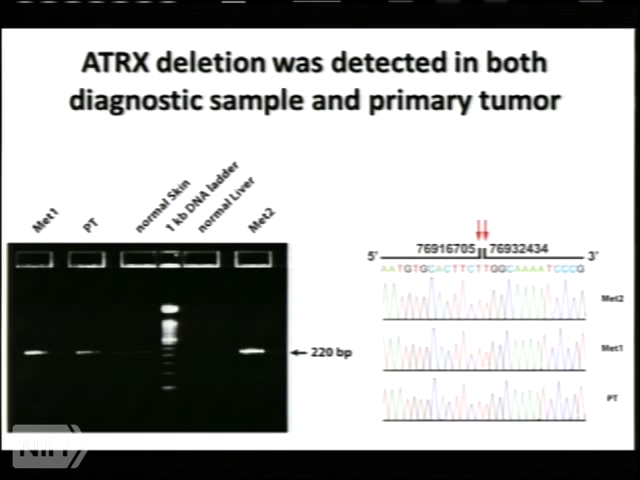 ATRX deletion was detected in both
diagnostic sample and primary tumor
Met1
PT
normal Skin
1 kb DNA ladder
normal Liver
Met2
220 bp
76916705
76932434
5'
3'
AATGTGCACTTCTTGGCAAAATCCCG
Met2
Met1
PT
NIH